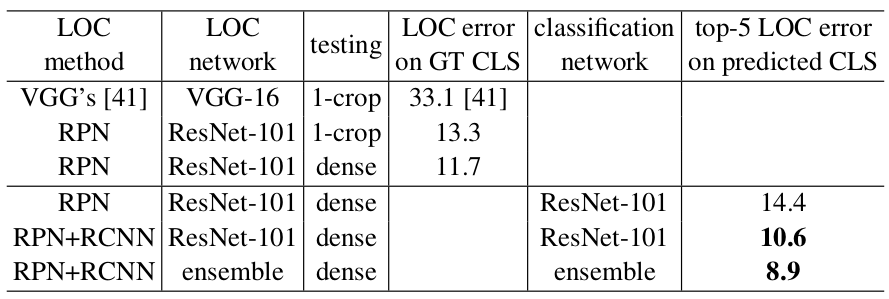 LOC method | LOC network | testing | LOC error on GT CLS | classification network | top-5 LOC error on predicted CLS
VGG's [41] | VGG-16 | 1-crop | 33.1 [41] | |
RPN | ResNet-101 | 1-crop | 13.3 | |
RPN | ResNet-101 | dense | 11.7 | |
RPN | ResNet-101 | dense | | ResNet-101 | 14.4
RPN+RCNN | ResNet-101 | dense | | ResNet-101 | 10.6
RPN+RCNN | ensemble | dense | | ensemble | 8.9